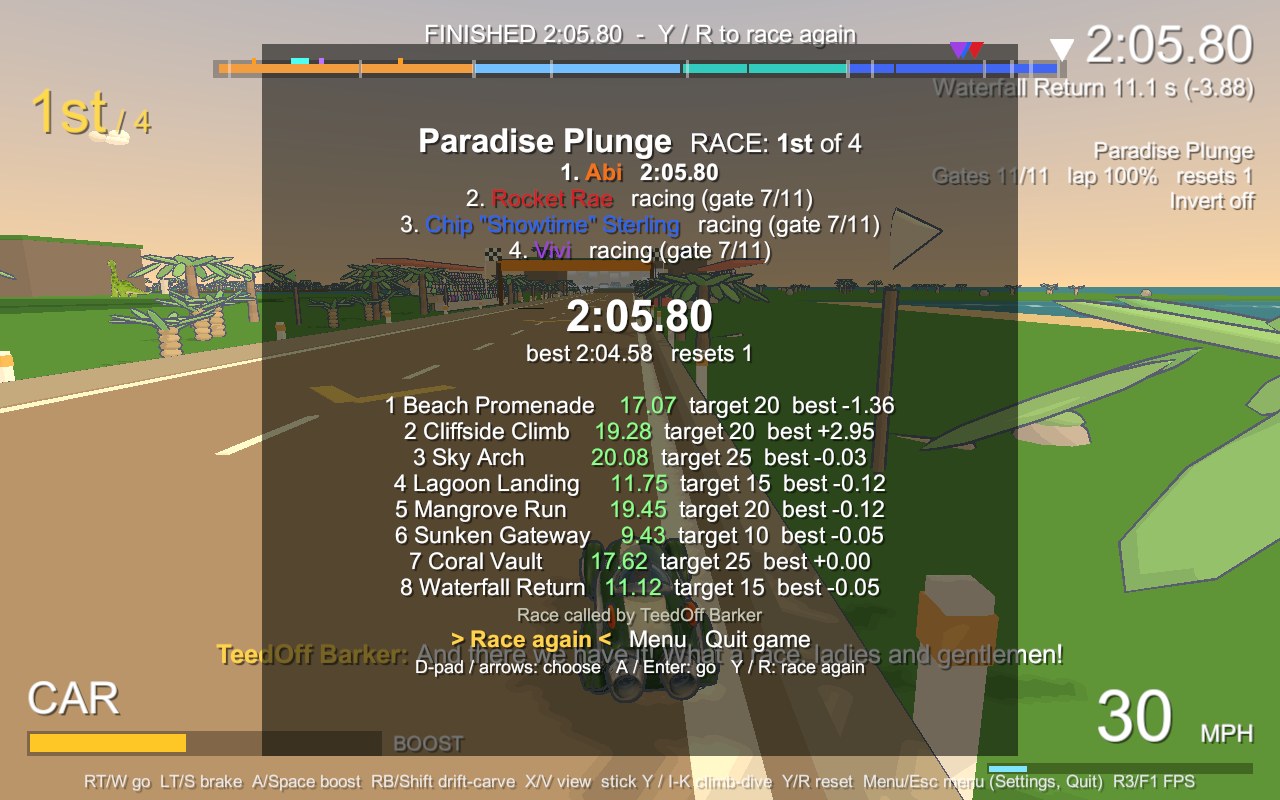 FINISHED 2:05.80 - Y / R to race again
2:05.80
Waterfall Return 11.1 s (-3.88)
1st / 4
Paradise Plunge
Gates 11/11 lap 100% resets 1
Invert off
Paradise Plunge RACE: 1st of 4
1. Abi 2:05.80
2. Rocket Rae racing (gate 7/11)
3. Chip "Showtime" Sterling racing (gate 7/11)
4. Vivi racing (gate 7/11)
2:05.80
best 2:04.58 resets 1
1 Beach Promenade 17.07 target 20 best -1.36
2 Cliffside Climb 19.28 target 20 best +2.95
3 Sky Arch 20.08 target 25 best -0.03
4 Lagoon Landing 11.75 target 15 best -0.12
5 Mangrove Run 19.45 target 20 best -0.12
6 Sunken Gateway 9.43 target 10 best -0.05
7 Coral Vault 17.62 target 25 best +0.00
8 Waterfall Return 11.12 target 15 best -0.05
Race called by TeedOff Barker
> Race again < Menu Quit game
TeedOff Barker: And there we have it! What a race, ladies and gentlemen!
D-pad / arrows: choose A / Enter: go Y / R: race again
CAR
BOOST
30 MPH
RT/W go LT/S brake A/Space boost RB/Shift drift-carve X/V view stick Y / I-K climb-dive Y/R reset Menu/Esc menu (Settings, Quit) R3/F1 FPS